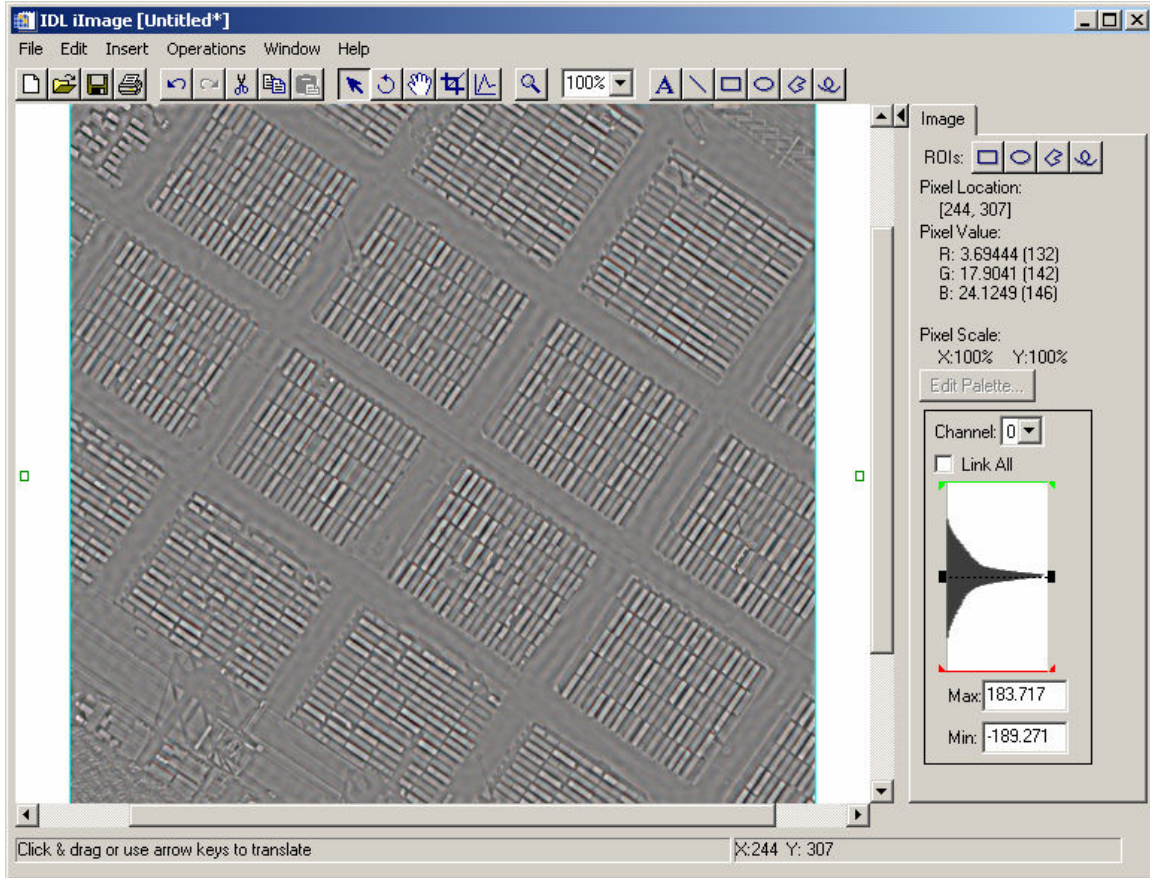 IDL iImage [Untitled*]
File Edit Insert Operations Window Help
100% A
Image
ROIs:
Pixel Location:
[244, 307]
Pixel Value:
R: 3.69444 (132)
G: 17.9041 (142)
B: 24.1249 (146)
Pixel Scale:
X:100% Y:100%
Edit Palette...
Channel: 0
Link All
Max: 183.717
Min: -189.271
Click & drag or use arrow keys to translate X:244 Y: 307